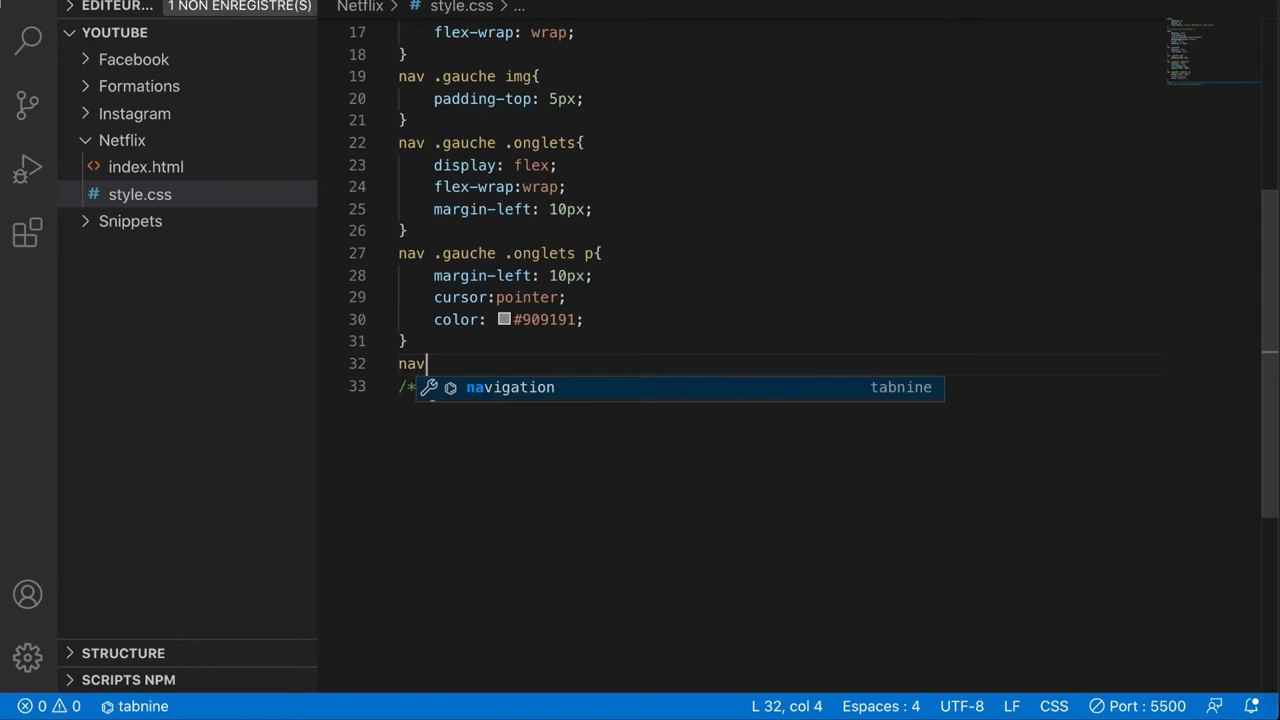 EDITEUR... 1 NON ENREGISTRÉ(S)
Netflix > # style.css > ...
YOUTUBE
Facebook
Formations
Instagram
Netflix
<> index.html
# style.css
Snippets
17 flex-wrap: wrap;
18 }
19 nav .gauche img{
20 padding-top: 5px;
21 }
22 nav .gauche .onglets{
23 display: flex;
24 flex-wrap:wrap;
25 margin-left: 10px;
26 }
27 nav .gauche .onglets p{
28 margin-left: 10px;
29 cursor:pointer;
30 color: #909191;
31 }
32 nav
navigation tabnine
33 /*
STRUCTURE
SCRIPTS NPM
0 0 tabnine L 32, col 4 Espaces : 4 UTF-8 LF CSS Port : 5500